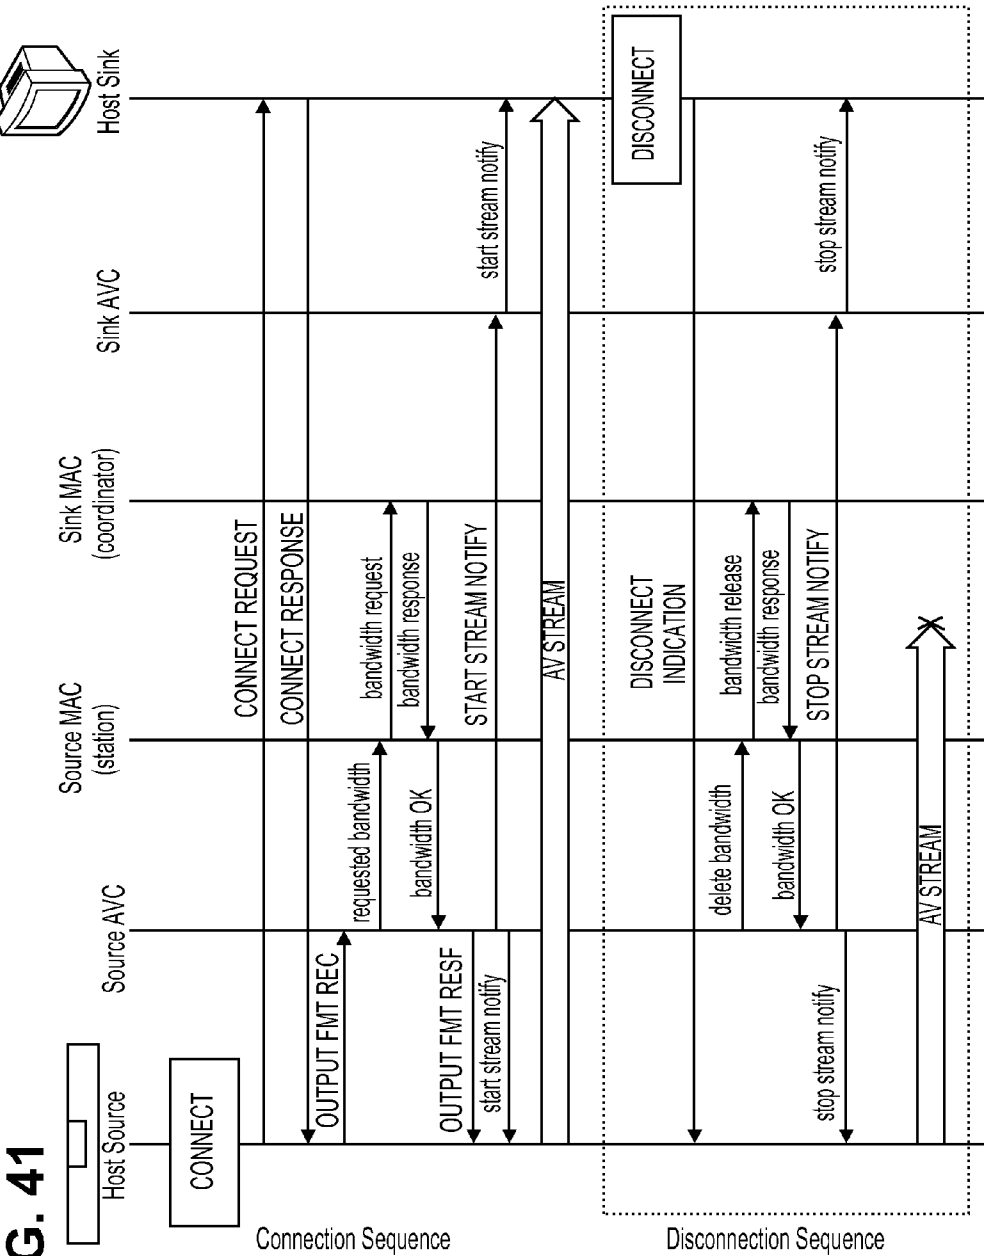 G. 41
Host Source
Source AVC
Source MAC
(station)
Sink MAC
(coordinator)
Sink AVC
Host Sink
CONNECT
Connection Sequence
CONNECT REQUEST
CONNECT RESPONSE
OUTPUT FMT REC
requested bandwidth
bandwidth request
bandwidth response
bandwidth OK
OUTPUT FMT RESF
START STREAM NOTIFY
start stream notify
start stream notify
AV STREAM
DISCONNECT
Disconnection Sequence
DISCONNECT
INDICATION
delete bandwidth
bandwidth release
bandwidth response
bandwidth OK
STOP STREAM NOTIFY
stop stream notify
stop stream notify
AV STREAM